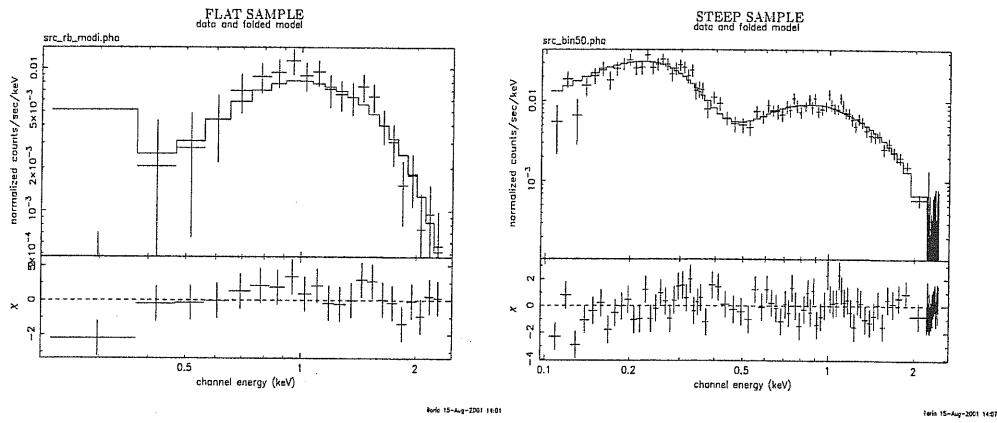 FLAT SAMPLE
data and folded model
src_rb_modi.pha
normalized counts/sec/keV
0.01
5×10⁻³
2×10⁻³
10⁻³
5×10⁻⁴
χ
0
-2
0.5
1
2
channel energy (keV)
15-Aug-2001 14:01
STEEP SAMPLE
data and folded model
src_bin50.pha
normalized counts/sec/keV
0.01
10⁻³
χ
2
0
-2
-4
0.1
0.2
0.5
1
2
channel energy (keV)
15-Aug-2001 14:07